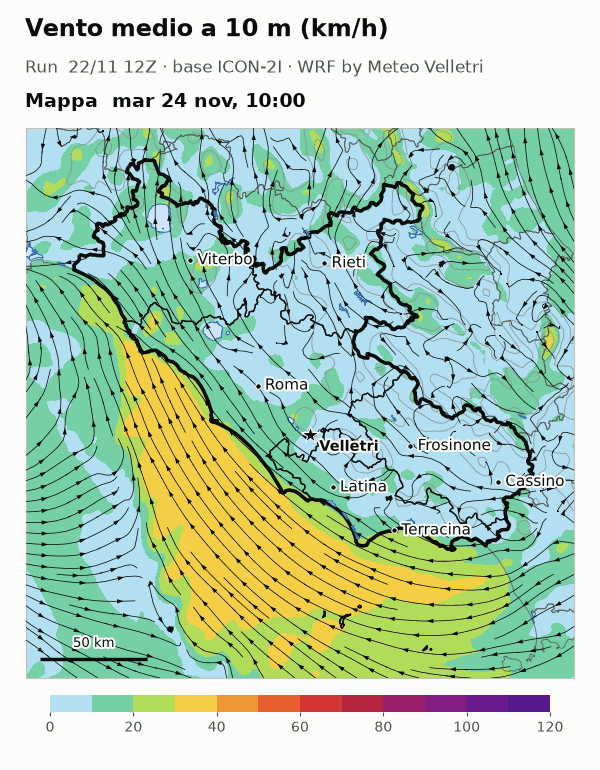 Vento medio a 10 m (km/h)
Run  22/11 12Z · base ICON-2I · WRF by Meteo Velletri
Mappa  mar 24 nov, 10:00
Viterbo
Rieti
Roma
Velletri
Frosinone
Cassino
Latina
Terracina
50 km
0 20 40 60 80 100 120